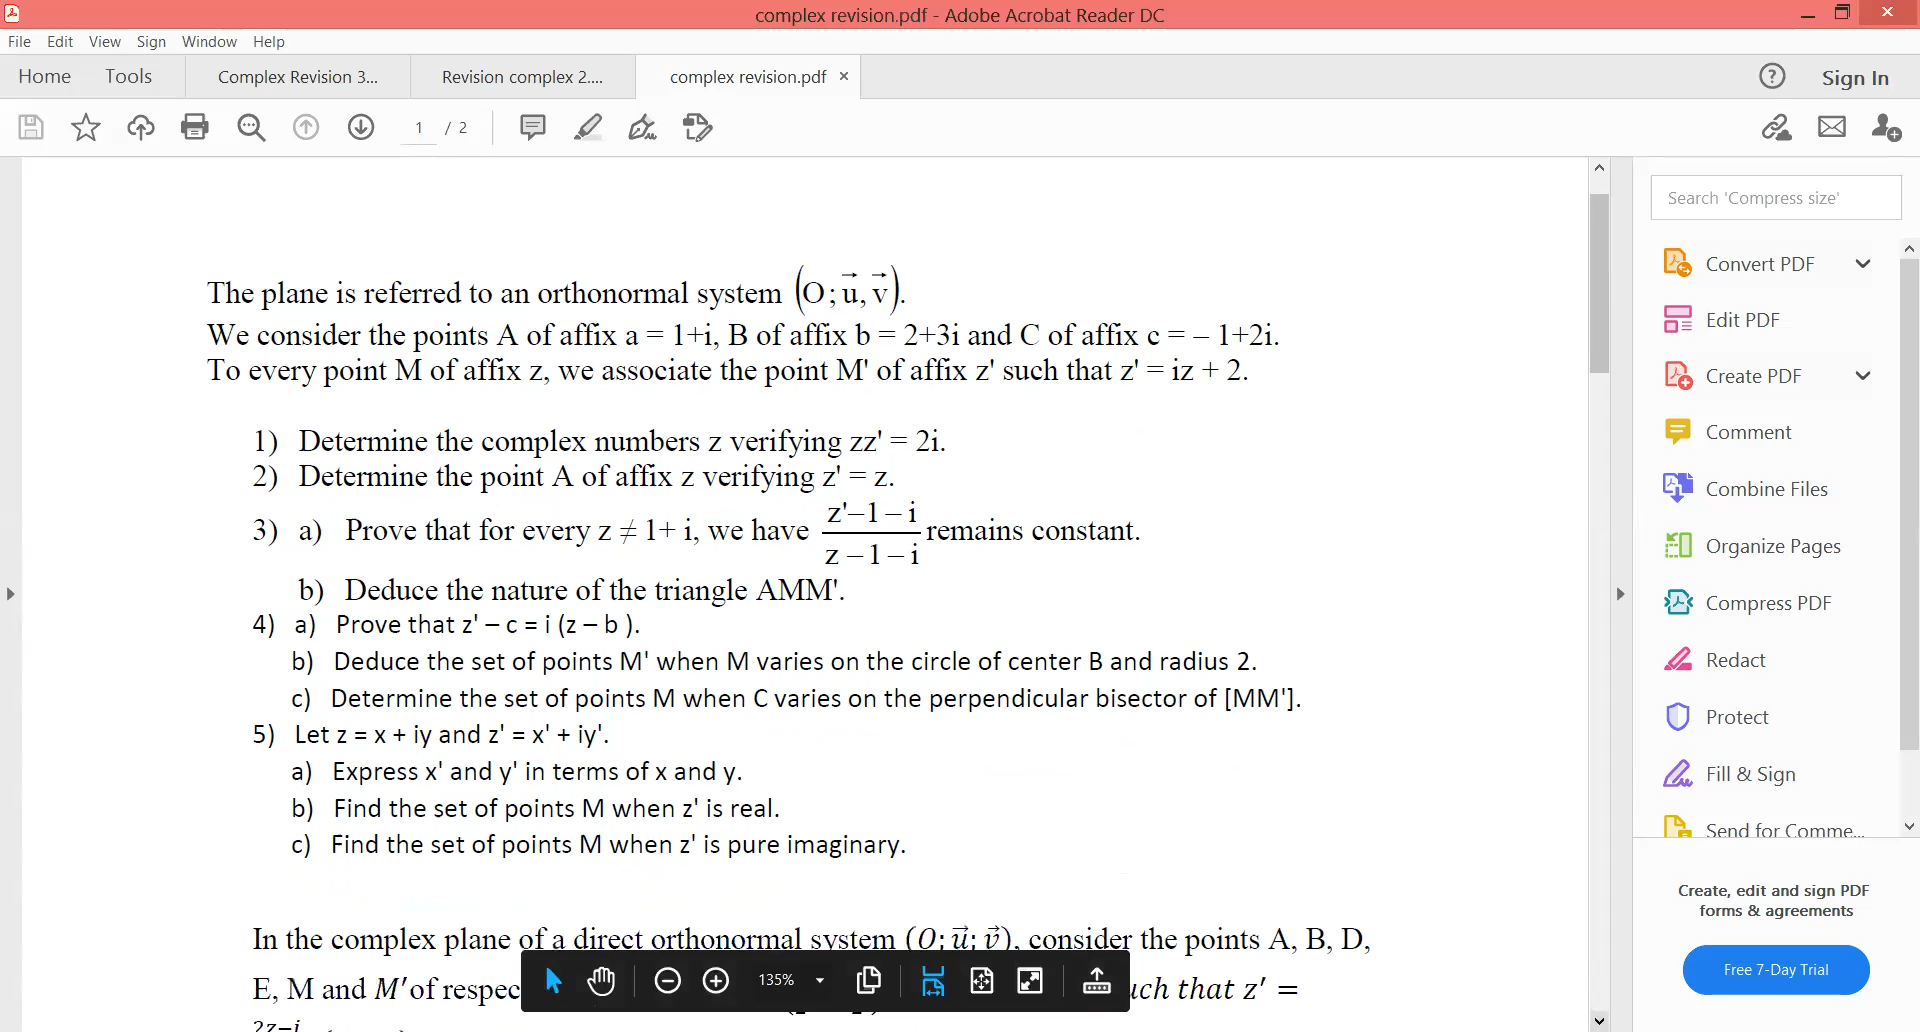 complex revision.pdf - Adobe Acrobat Reader DC
File Edit View Sign Window Help
Home Tools Complex Revision 3... Revision complex 2.... complex revision.pdf × ? Sign In
1 / 2
Search 'Compress size'
The plane is referred to an orthonormal system (O; u⃗, v⃗).
We consider the points A of affix a = 1+i, B of affix b = 2+3i and C of affix c = – 1+2i.
To every point M of affix z, we associate the point M' of affix z' such that z' = iz + 2.
1) Determine the complex numbers z verifying zz' = 2i.
2) Determine the point A of affix z verifying z' = z.
3) a) Prove that for every z ≠ 1+ i, we have (z'–1–i)/(z–1–i) remains constant.
b) Deduce the nature of the triangle AMM'.
4) a) Prove that z' – c = i (z – b ).
b) Deduce the set of points M' when M varies on the circle of center B and radius 2.
c) Determine the set of points M when C varies on the perpendicular bisector of [MM'].
5) Let z = x + iy and z' = x' + iy'.
a) Express x' and y' in terms of x and y.
b) Find the set of points M when z' is real.
c) Find the set of points M when z' is pure imaginary.
In the complex plane of a direct orthonormal system (O; u⃗; v⃗), consider the points A, B, D,
E, M and M'of respec uch that z' =
2z–i
135%
Convert PDF
Edit PDF
Create PDF
Comment
Combine Files
Organize Pages
Compress PDF
Redact
Protect
Fill & Sign
Send for Comme...
Create, edit and sign PDF
forms & agreements
Free 7-Day Trial